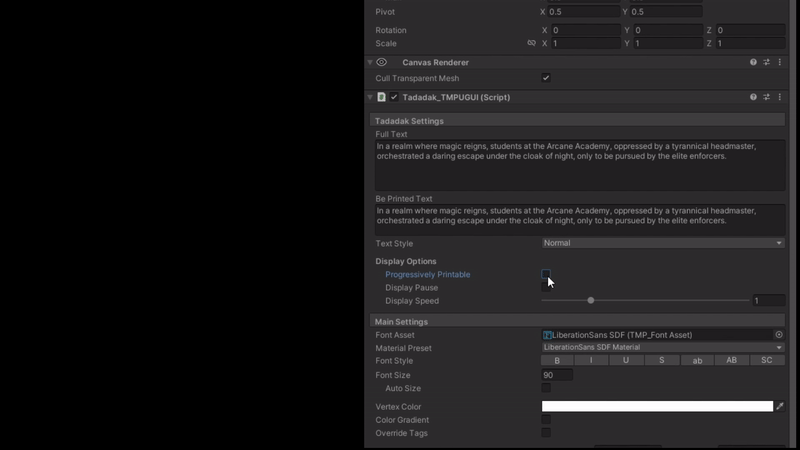 Pivot X 0.5 Y 0.5
Rotation X 0 Y 0 Z 0
Scale X 1 Y 1 Z 1
Canvas Renderer
Cull Transparent Mesh
Tadadak_TMPUGUI (Script)
Tadadak Settings
Full Text
In a realm where magic reigns, students at the Arcane Academy, oppressed by a tyrannical headmaster,
orchestrated a daring escape under the cloak of night, only to be pursued by the elite enforcers.
Be Printed Text
In a realm where magic reigns, students at the Arcane Academy, oppressed by a tyrannical headmaster,
orchestrated a daring escape under the cloak of night, only to be pursued by the elite enforcers.
Text Style Normal
Display Options
Progressively Printable
Display Pause
Display Speed 1
Main Settings
Font Asset LiberationSans SDF (TMP_Font Asset)
Material Preset LiberationSans SDF Material
Font Style B I U S ab AB SC
Font Size 90
Auto Size
Vertex Color
Color Gradient
Override Tags